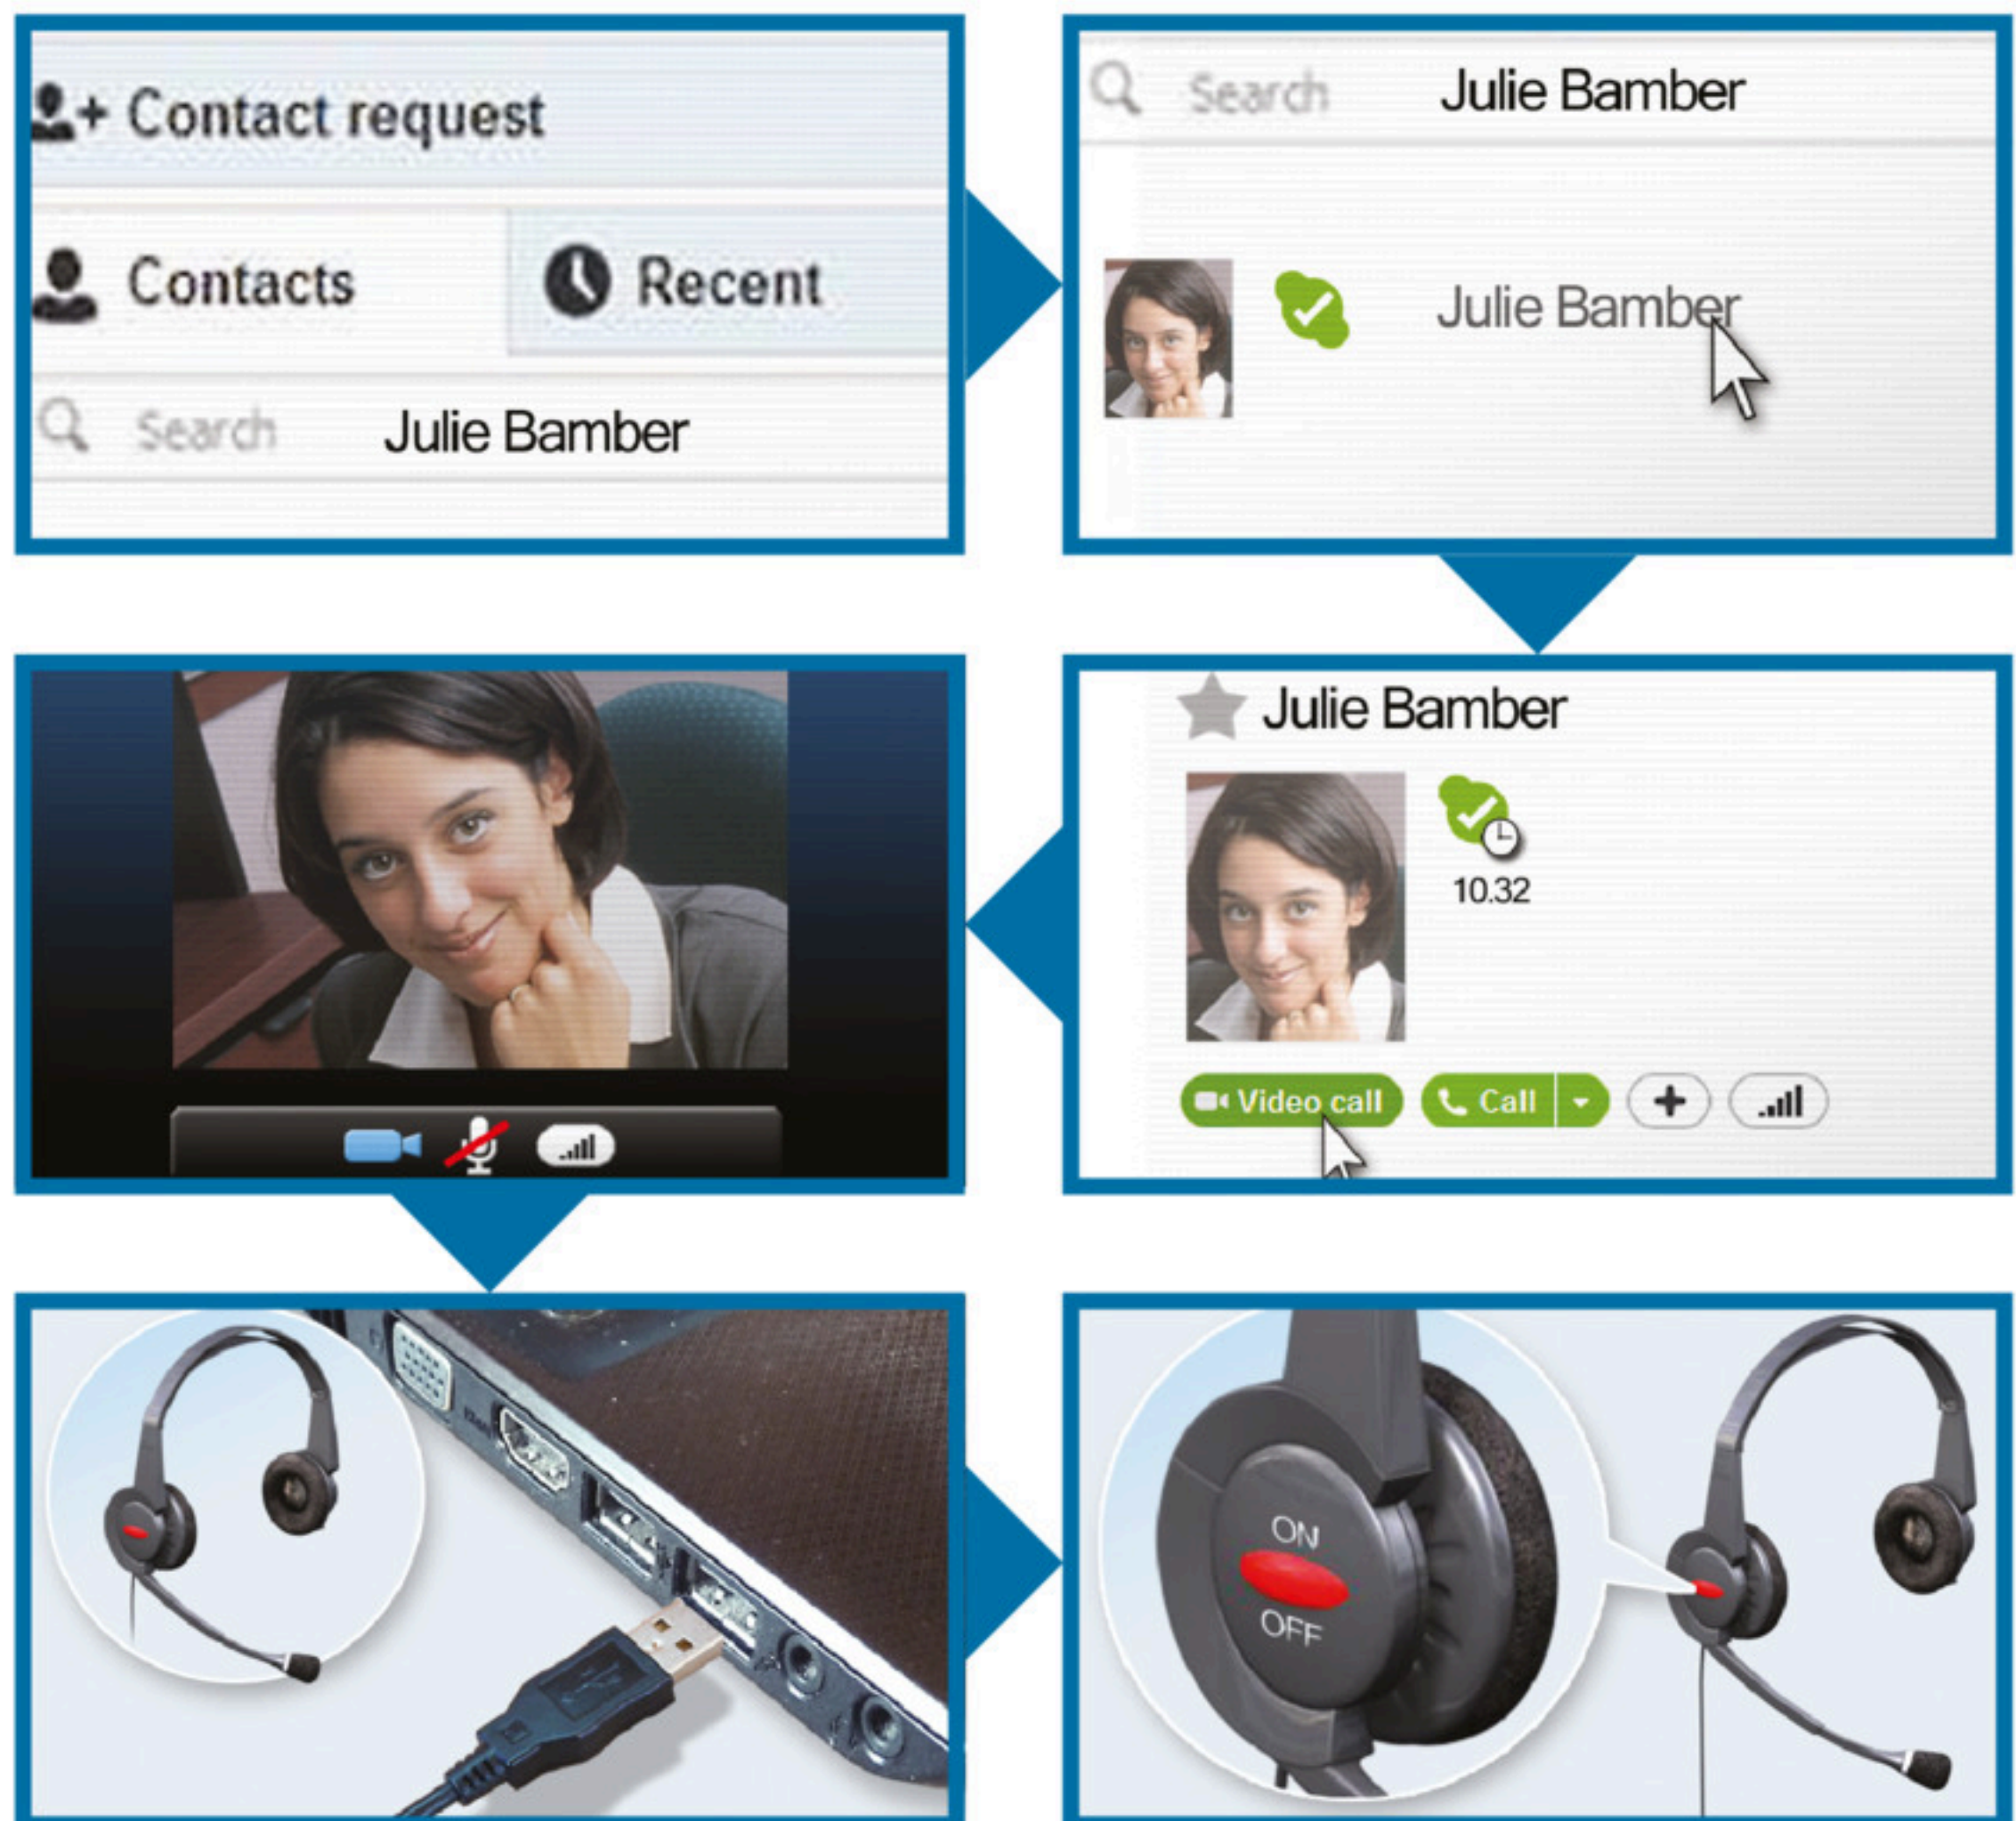 Contact request
Contacts
Recent
Search Julie Bamber
Search Julie Bamber
Julie Bamber
Julie Bamber
10.32
Video call
Call
ON
OFF